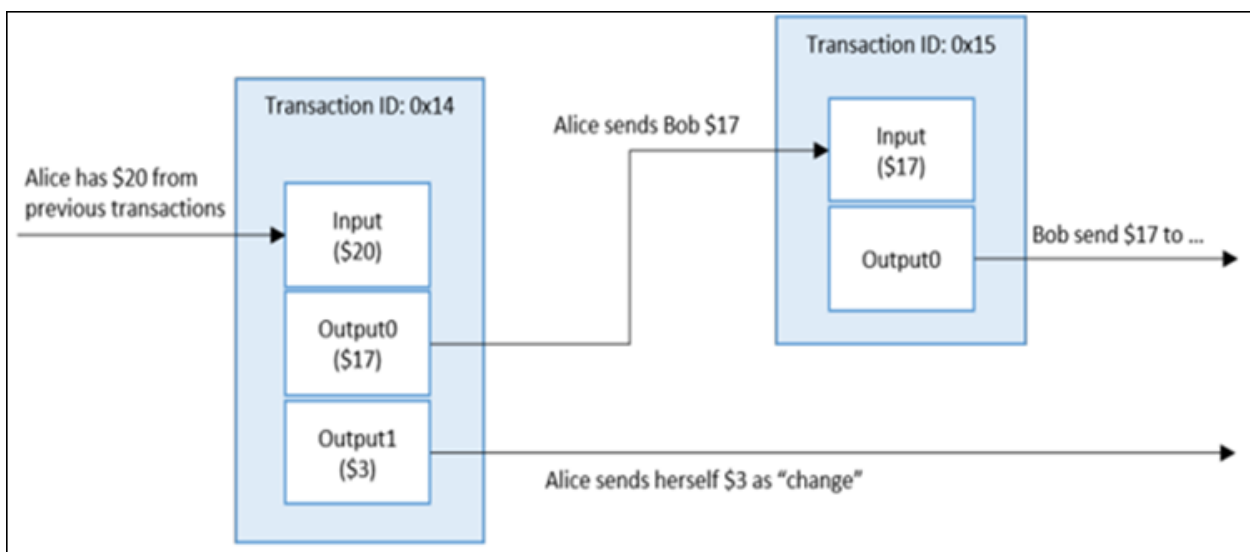 Transaction ID: 0x14
Alice has $20 from
previous transactions
Input
($20)
Output0
($17)
Output1
($3)
Alice sends Bob $17
Alice sends herself $3 as “change”
Transaction ID: 0x15
Input
($17)
Output0
Bob send $17 to ...